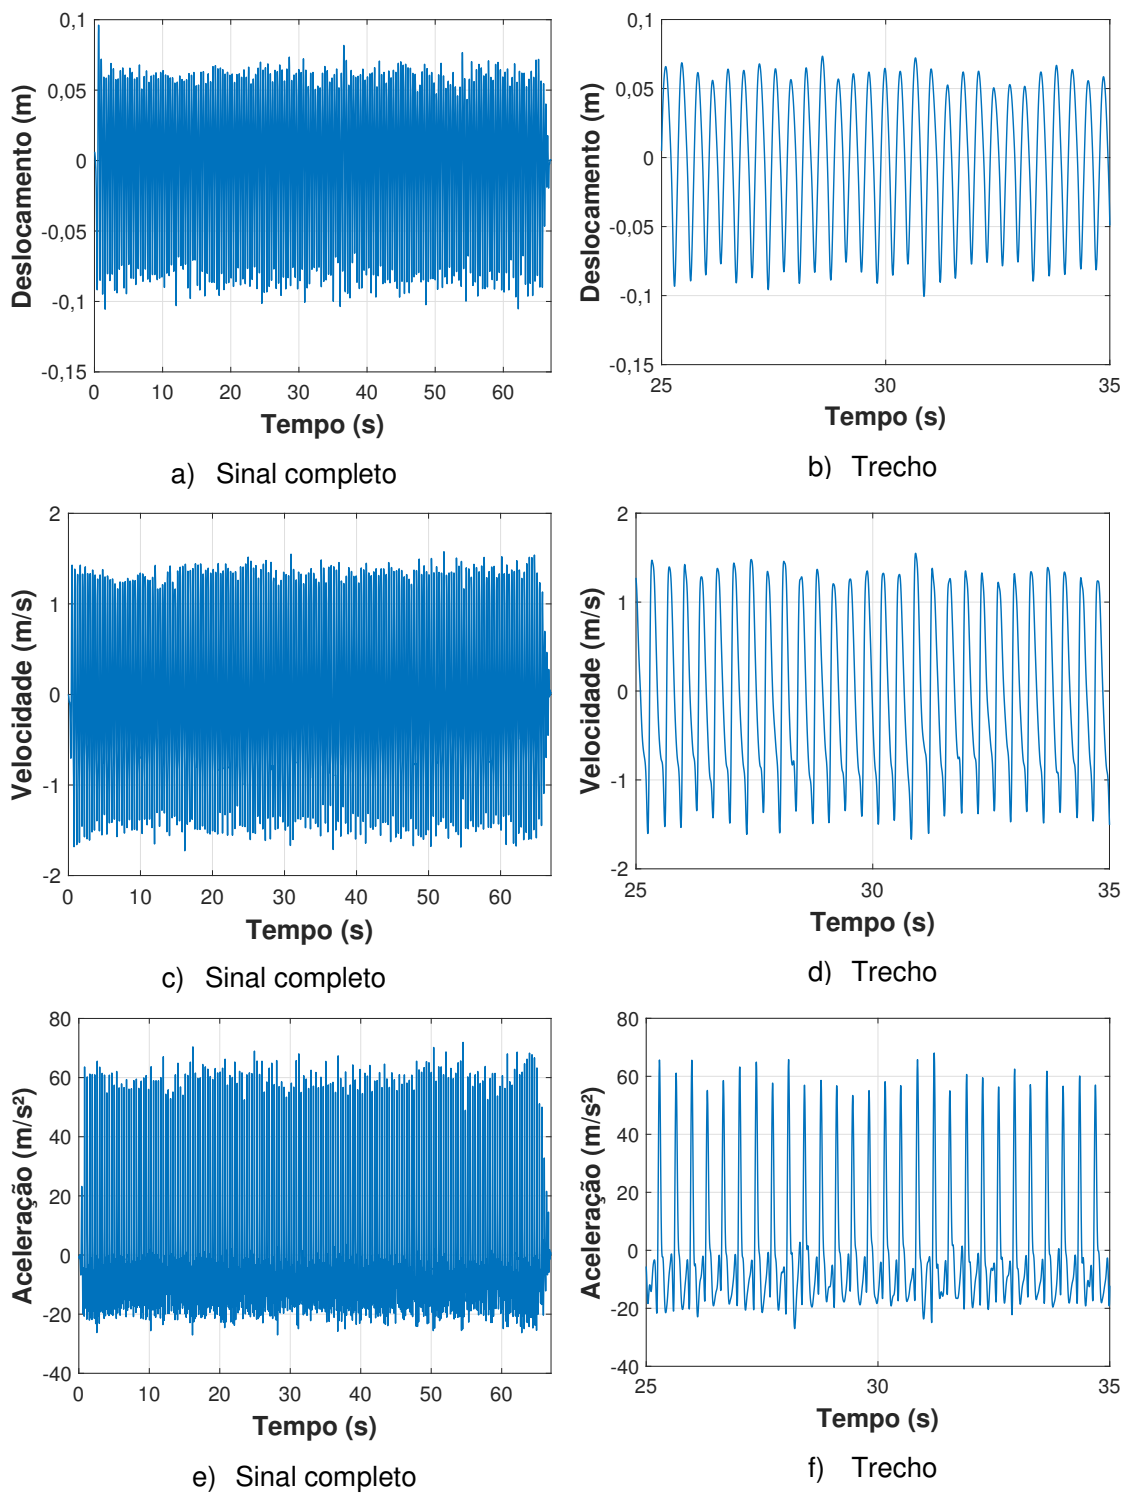 0,1
0,05
0
-0,05
-0,1
-0,15
Deslocamento (m)
0 10 20 30 40 50 60
Tempo (s)
a) Sinal completo
0,1
0,05
0
-0,05
-0,1
-0,15
Deslocamento (m)
25 30 35
Tempo (s)
b) Trecho
2
1
0
-1
-2
Velocidade (m/s)
0 10 20 30 40 50 60
Tempo (s)
c) Sinal completo
2
1
0
-1
-2
Velocidade (m/s)
25 30 35
Tempo (s)
d) Trecho
80
60
40
20
0
-20
-40
Aceleração (m/s²)
0 10 20 30 40 50 60
Tempo (s)
e) Sinal completo
80
60
40
20
0
-20
-40
Aceleração (m/s²)
25 30 35
Tempo (s)
f) Trecho